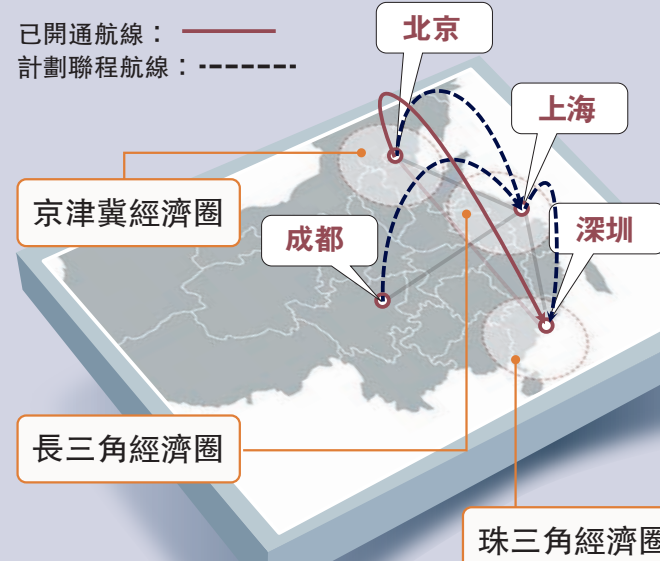 已開通航線：
計劃聯程航線：
北京
上海
京津冀經濟圈
成都
深圳
長三角經濟圈
珠三角經濟圈